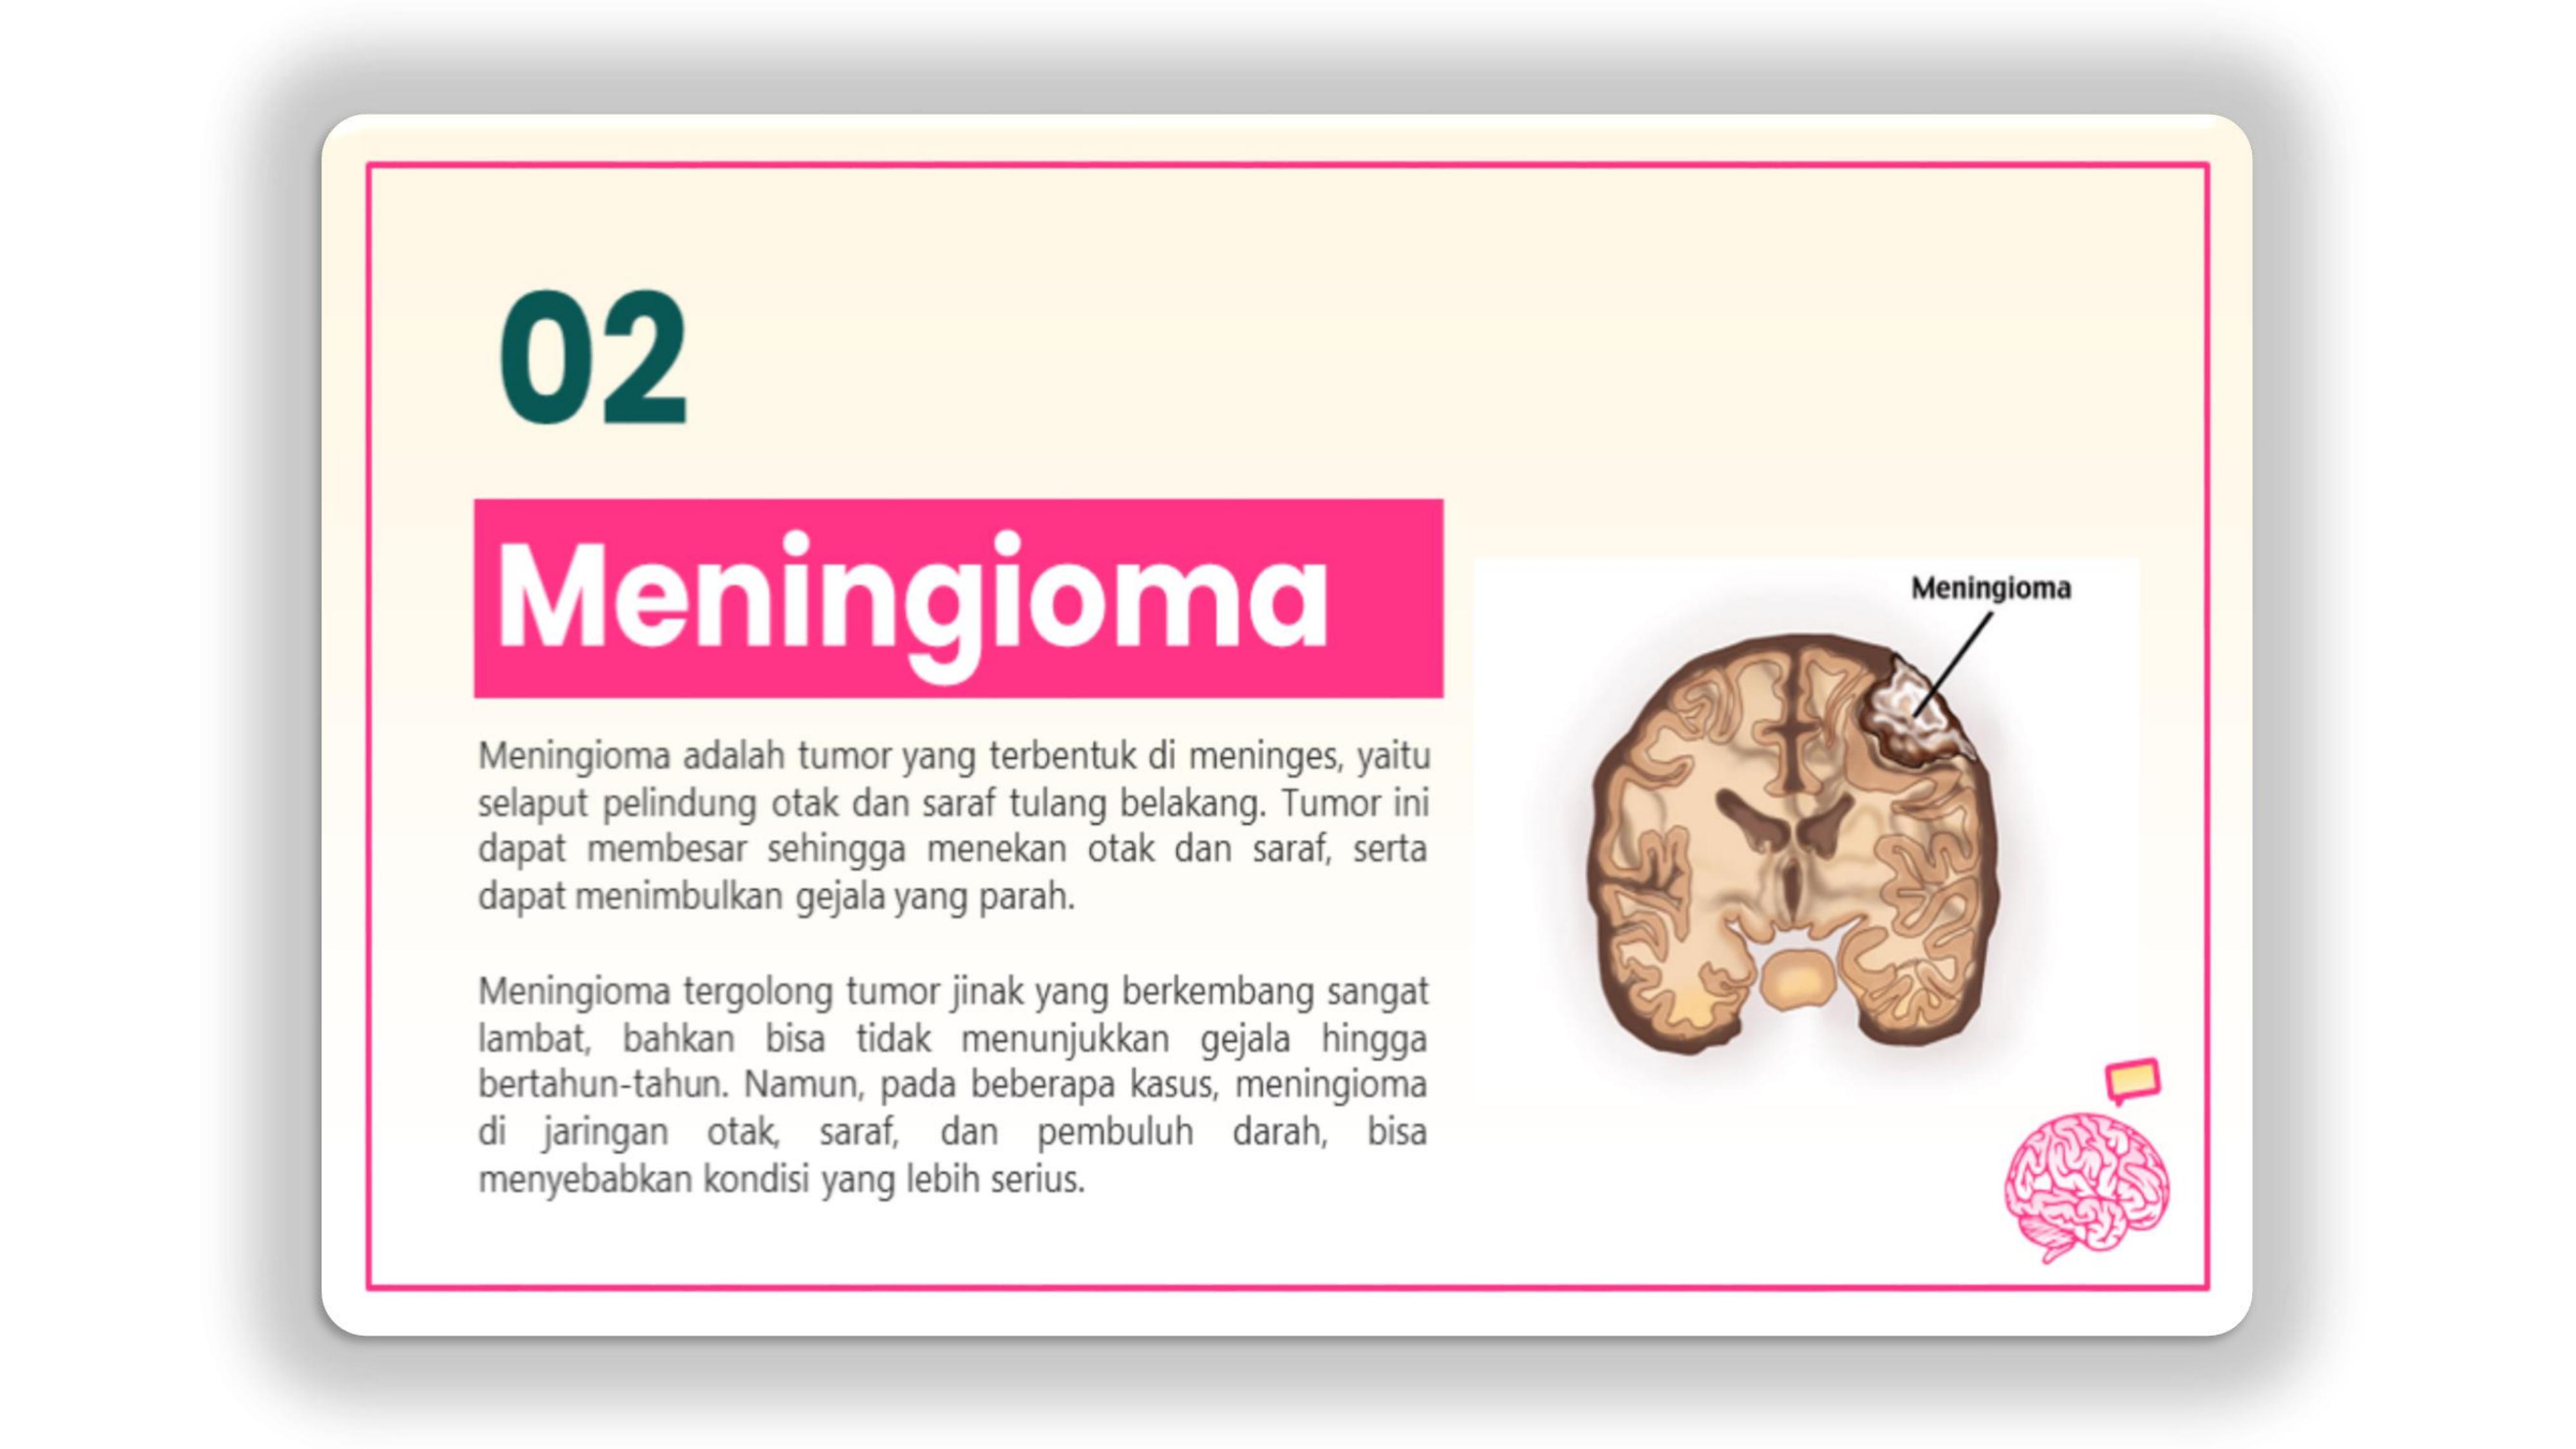 02
Meningioma
Meningioma
Meningioma adalah tumor yang terbentuk di meninges, yaitu
selaput pelindung otak dan saraf tulang belakang. Tumor ini
dapat membesar sehingga menekan otak dan saraf, serta
dapat menimbulkan gejala yang parah.
Meningioma tergolong tumor jinak yang berkembang sangat
lambat, bahkan bisa tidak menunjukkan gejala hingga
bertahun-tahun. Namun, pada beberapa kasus, meningioma
di jaringan otak, saraf, dan pembuluh darah, bisa
menyebabkan kondisi yang lebih serius.